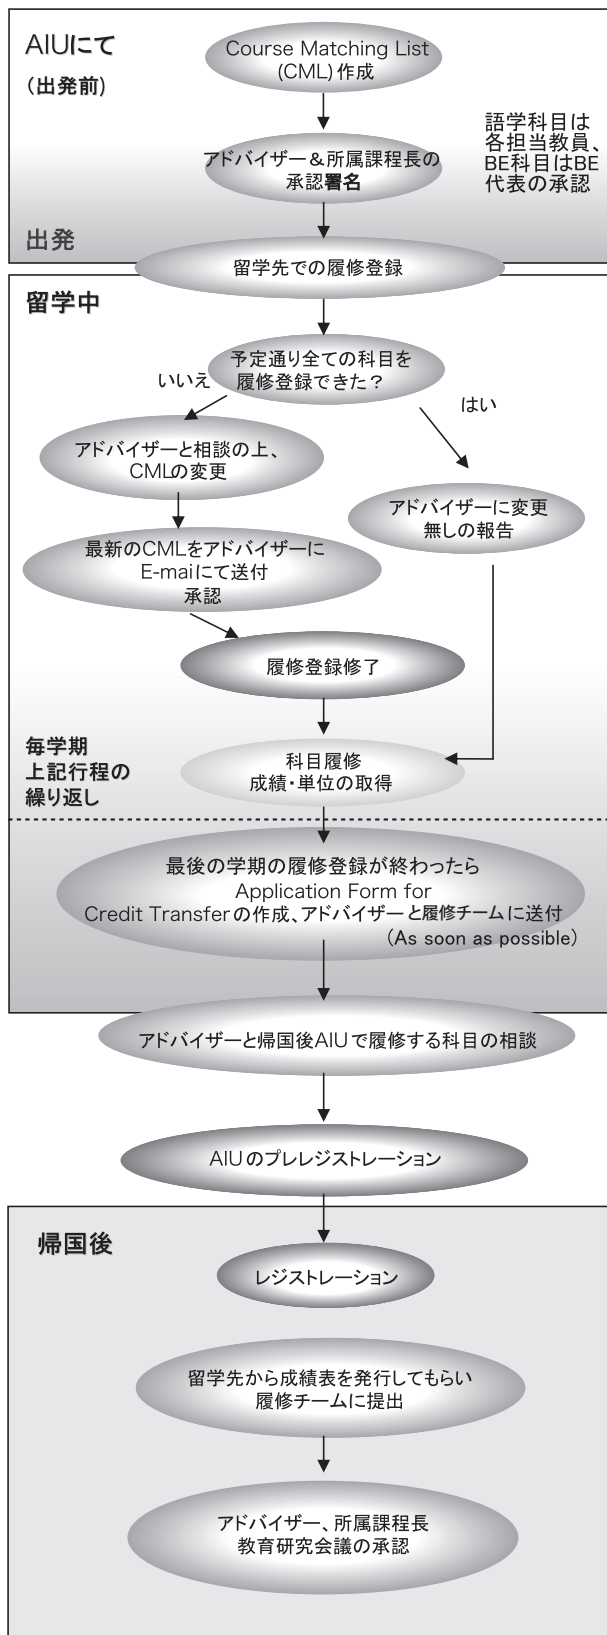 AIUにて
(出発前)
Course Matching List
(CML)作成
語学科目は
各担当教員、
BE科目はBE
代表の承認
アドバイザー&所属課程長の
承認署名
出発
留学先での履修登録
留学中
予定通り全ての科目を
履修登録できた?
いいえ
はい
アドバイザーと相談の上、
CMLの変更
アドバイザーに変更
無しの報告
最新のCMLをアドバイザーに
E-maiにて送付
承認
履修登録修了
毎学期
上記行程の
繰り返し
科目履修
成績・単位の取得
最後の学期の履修登録が終わったら
Application Form for
Credit Transferの作成、アドバイザーと履修チームに送付
(As soon as possible)
アドバイザーと帰国後AIUで履修する科目の相談
AIUのプレレジストレーション
帰国後
レジストレーション
留学先から成績表を発行してもらい
履修チームに提出
アドバイザー、所属課程長
教育研究会議の承認